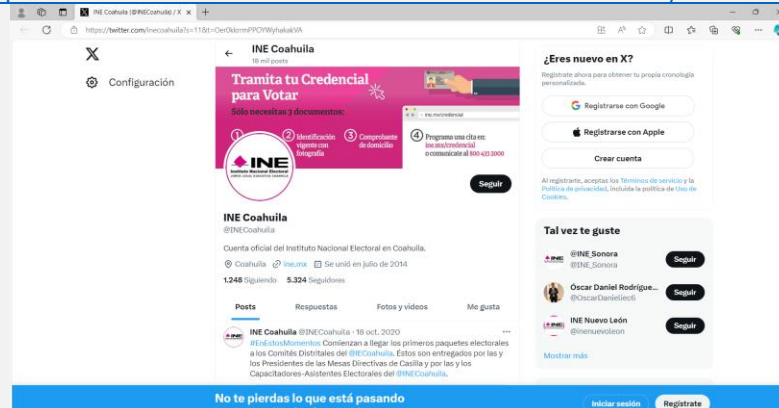 INE Coahuila (@INECoahuila) / X
https://twitter.com/inecoahuila?s=11&t=
INE Coahuila
18 mil posts
Configuración
Tramita tu Credencial
para Votar
Sólo necesitas 3 documentos:
1
2 Identificación vigente con fotografía
3 Comprobante de domicilio
4 Programa una cita en: ine.mx/credencial o comunícate al 800 433 2000
ine.mx/credencial
INE
Instituto Nacional Electoral
Seguir
INE Coahuila
@INECoahuila
Cuenta oficial del Instituto Nacional Electoral en Coahuila.
Coahuila ine.mx Se unió en julio de 2014
1.248 Siguiendo 5.324 Seguidores
Posts Respuestas Fotos y vídeos Me gusta
INE Coahuila @INECoahuila · 18 oct. 2020
#EnEstosMomentos Comienzan a llegar los primeros paquetes electorales
a los Comités Distritales del @IECoahuila. Éstos son entregados por las y
los Presidentes de las Mesas Directivas de Casilla y por las y los
Capacitadores-Asistentes Electorales del @INECoahuila.
¿Eres nuevo en X?
Regístrate ahora para obtener tu propia cronología
personalizada.
Registrarse con Google
Registrarse con Apple
Crear cuenta
Al registrarte, aceptas los Términos de servicio y la
Política de privacidad, incluida la política de Uso de
Cookies.
Tal vez te guste
@INE_Sonora
@INE_Sonora
Seguir
Óscar Daniel Rodrígue...
@OscarDanieliecfi
Seguir
INE Nuevo León
@inenuevoleon
Seguir
Mostrar más
No te pierdas lo que está pasando
Iniciar sesión
Regístrate